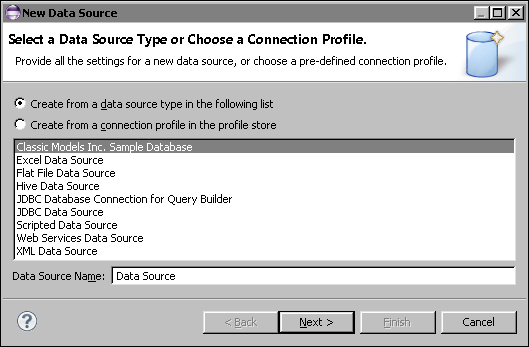 New Data Source
Select a Data Source Type or Choose a Connection Profile.
Provide all the settings for a new data source, or choose a pre-defined connection profile.
Create from a data source type in the following list
Create from a connection profile in the profile store
Classic Models Inc. Sample Database
Excel Data Source
Flat File Data Source
Hive Data Source
JDBC Database Connection for Query Builder
JDBC Data Source
Scripted Data Source
Web Services Data Source
XML Data Source
Data Source Name: Data Source
? < Back Next > Finish Cancel